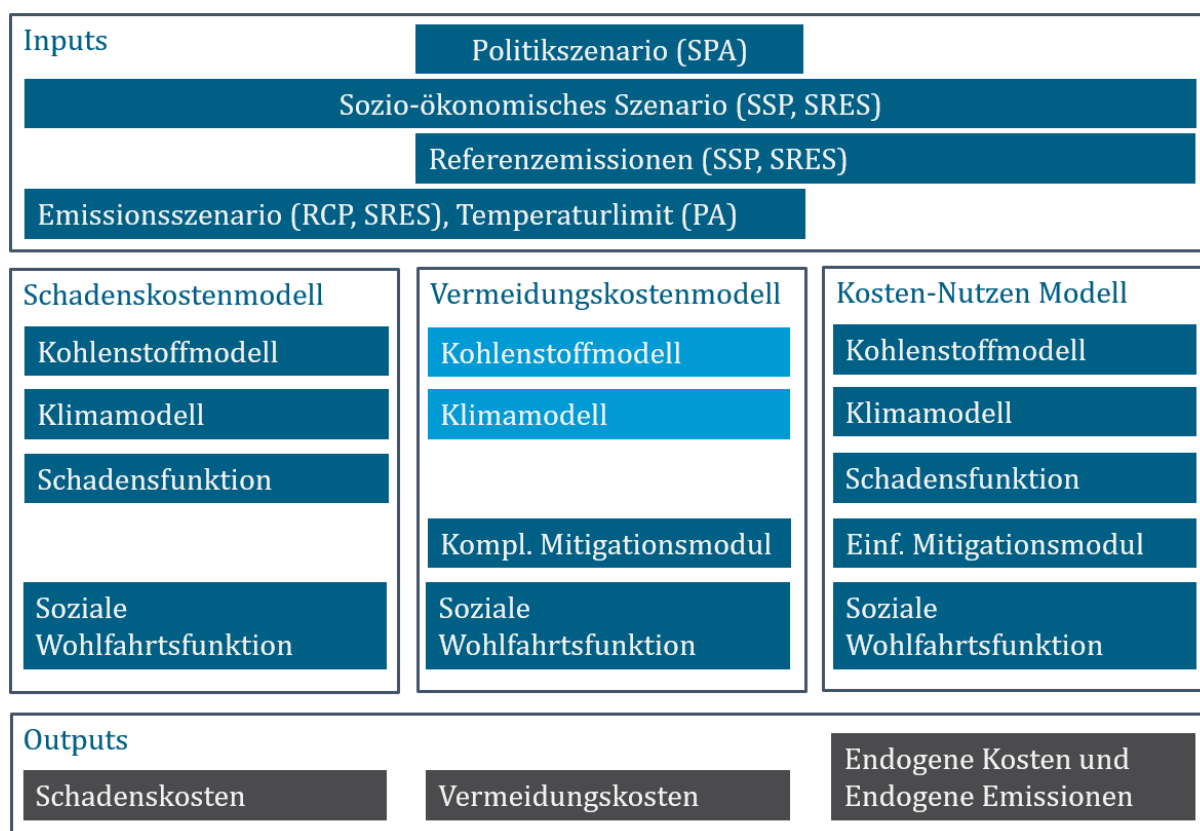 Inputs
Politikszenario (SPA)
Sozio-ökonomisches Szenario (SSP, SRES)
Referenzemissionen (SSP, SRES)
Emissionsszenario (RCP, SRES), Temperaturlimit (PA)
Schadenskostenmodell
Kohlenstoffmodell
Klimamodell
Schadensfunktion
Soziale
Wohlfahrtsfunktion
Vermeidungskostenmodell
Kohlenstoffmodell
Klimamodell
Kompl. Mitigationsmodul
Soziale
Wohlfahrtsfunktion
Kosten-Nutzen Modell
Kohlenstoffmodell
Klimamodell
Schadensfunktion
Einf. Mitigationsmodul
Soziale
Wohlfahrtsfunktion
Outputs
Schadenskosten
Vermeidungskosten
Endogene Kosten und
Endogene Emissionen